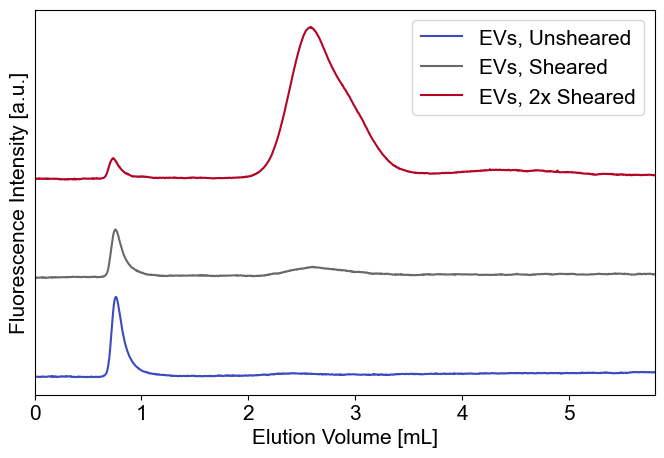 EVs, Unsheared
EVs, Sheared
EVs, 2x Sheared
Fluorescence Intensity [a.u.]
0 1 2 3 4 5
Elution Volume [mL]